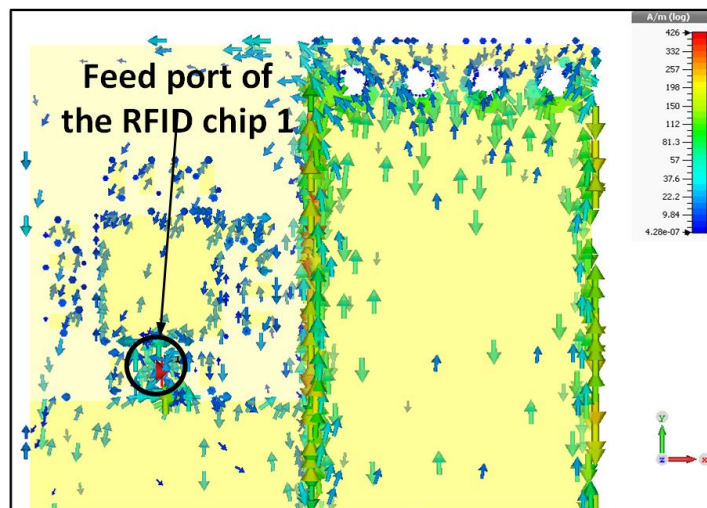 A/m (log)
426
332
257
198
150
112
81.3
57
37.6
22.2
9.84
4.28e-07
Feed port of
the RFID chip 1
y
z
x